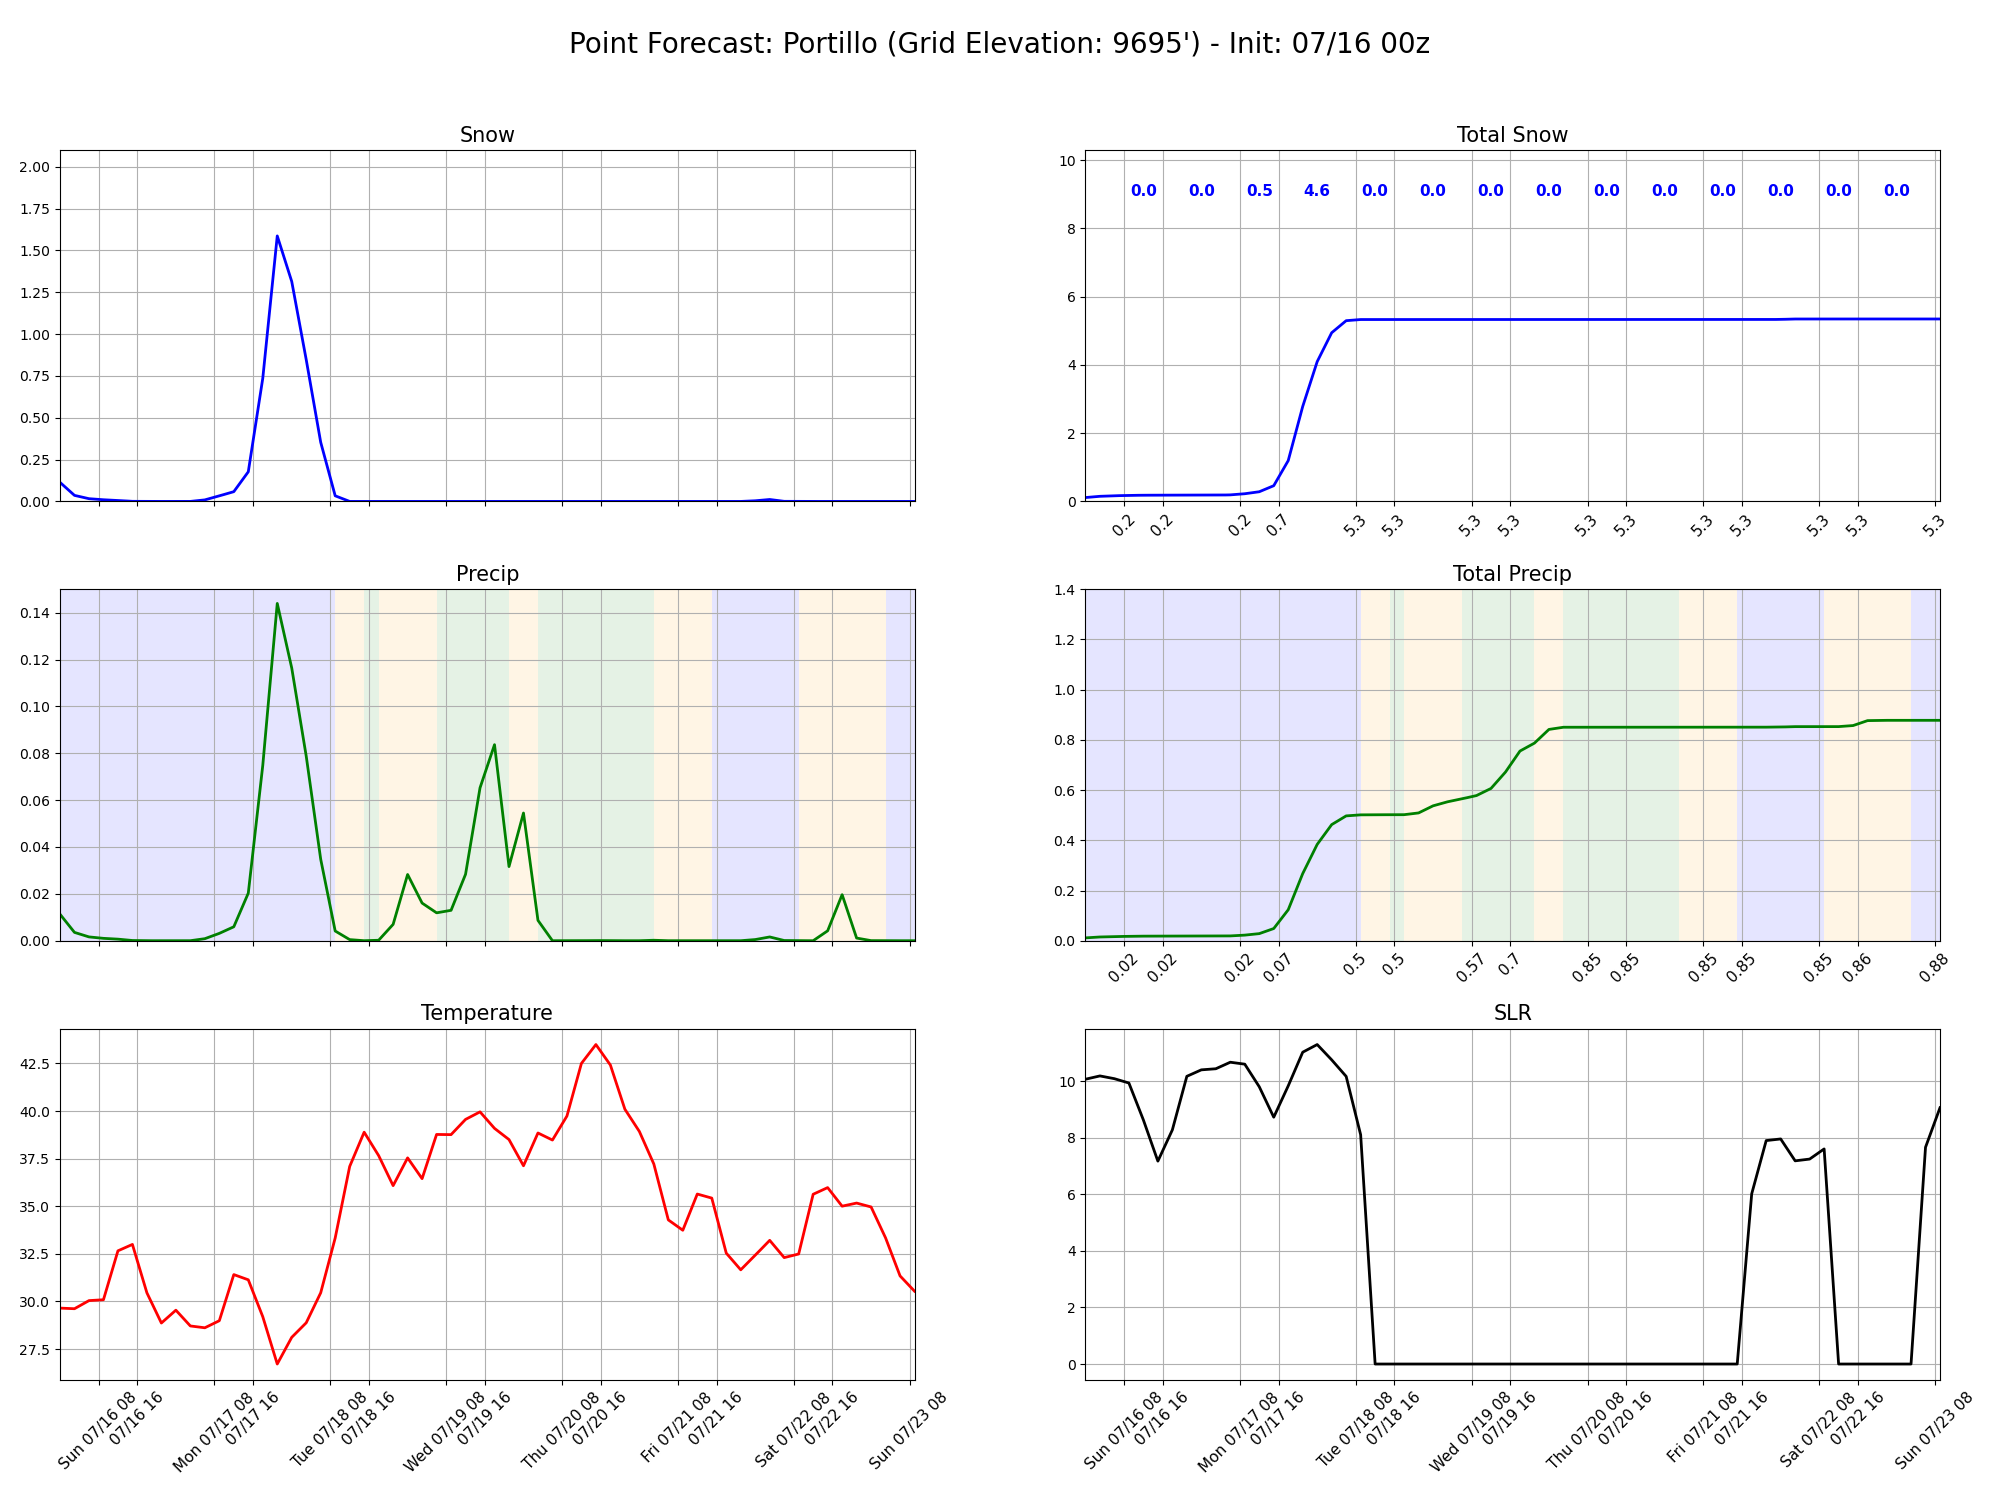 Point Forecast: Portillo (Grid Elevation: 9695') - Init: 07/16 00z
Snow
2.00
1.75
1.50
1.25
1.00
0.75
0.50
0.25
0.00
Total Snow
10
8
6
4
2
0
0.0 0.0 0.5 4.6 0.0 0.0 0.0 0.0 0.0 0.0 0.0 0.0 0.0 0.0
0.2 0.2 0.2 0.7 5.3 5.3 5.3 5.3 5.3 5.3 5.3 5.3 5.3 5.3 5.3
Precip
0.14
0.12
0.10
0.08
0.06
0.04
0.02
0.00
Total Precip
1.4
1.2
1.0
0.8
0.6
0.4
0.2
0.0
0.02 0.02 0.02 0.07 0.5 0.5 0.57 0.7 0.85 0.85 0.85 0.85 0.85 0.86 0.88
Temperature
42.5
40.0
37.5
35.0
32.5
30.0
27.5
Sun 07/16 08
07/16 16
Mon 07/17 08
07/17 16
Tue 07/18 08
07/18 16
Wed 07/19 08
07/19 16
Thu 07/20 08
07/20 16
Fri 07/21 08
07/21 16
Sat 07/22 08
07/22 16
Sun 07/23 08
SLR
10
8
6
4
2
0
Sun 07/16 08
07/16 16
Mon 07/17 08
07/17 16
Tue 07/18 08
07/18 16
Wed 07/19 08
07/19 16
Thu 07/20 08
07/20 16
Fri 07/21 08
07/21 16
Sat 07/22 08
07/22 16
Sun 07/23 08